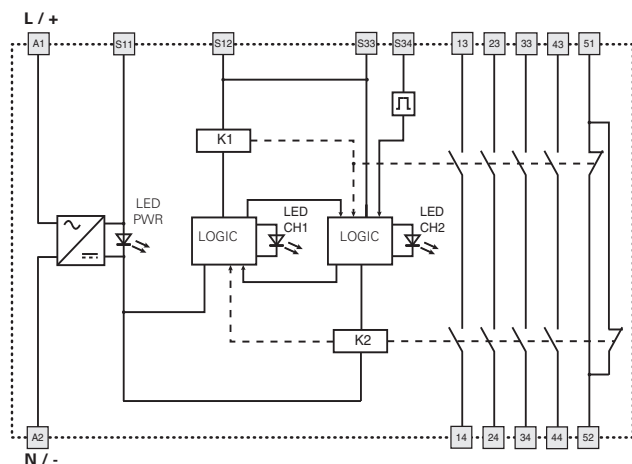 L / +
A1 S11 S12 S33 S34 13 23 33 43 51
K1
LED
PWR
LED
CH1
LED
CH2
LOGIC LOGIC
K2
A2 14 24 34 44 52
N / -